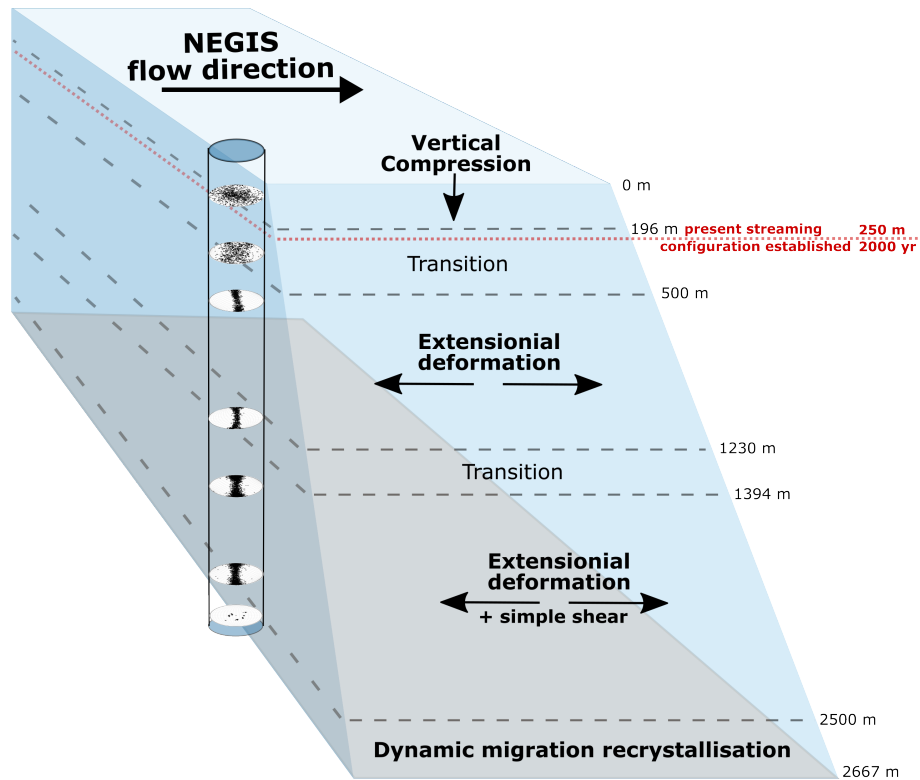 NEGIS
flow direction
Vertical
Compression
0 m
196 m present streaming 250 m
configuration established 2000 yr
Transition
500 m
Extensionial
deformation
1230 m
Transition
1394 m
Extensionial
deformation
+ simple shear
2500 m
Dynamic migration recrystallisation
2667 m